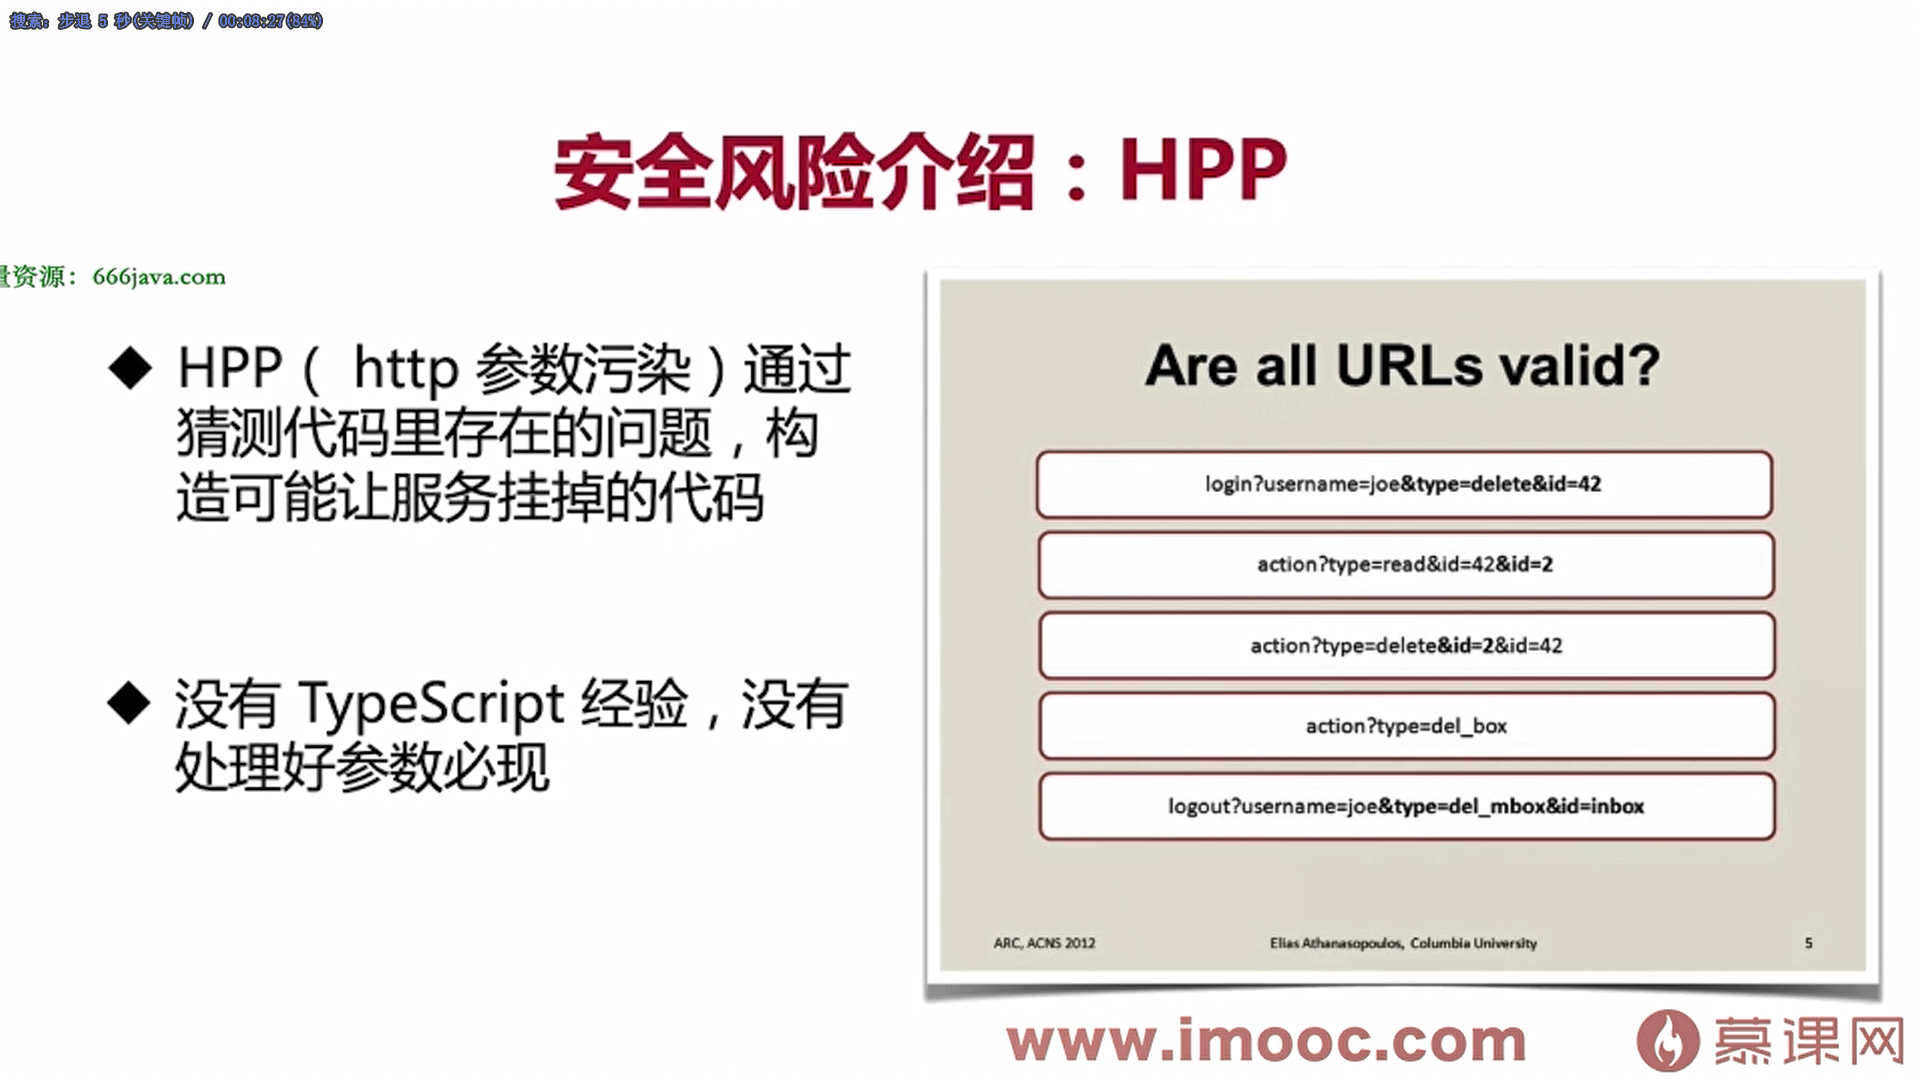 搜索: 步退 5 秒(关键帧) / 00:08:27(84%)
安全风险介绍：HPP
量资源：666java.com
◆ HPP（ http 参数污染）通过
猜测代码里存在的问题，构
造可能让服务挂掉的代码
◆ 没有 TypeScript 经验，没有
处理好参数必现
Are all URLs valid?
login?username=joe&type=delete&id=42
action?type=read&id=42&id=2
action?type=delete&id=2&id=42
action?type=del_box
logout?username=joe&type=del_mbox&id=inbox
ARC, ACNS 2012
Elias Athanasopoulos, Columbia University
5
www.imooc.com
慕课网